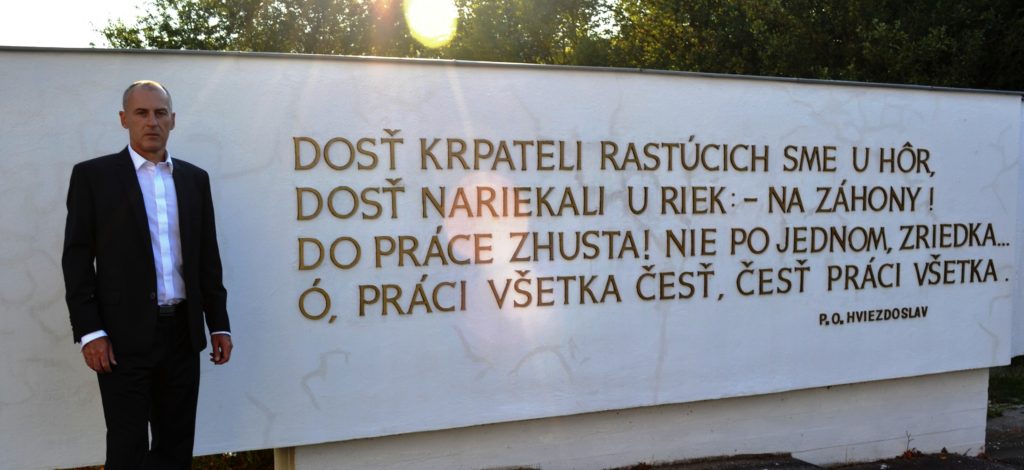 DOSŤ KRPATELI RASTÚCICH SME U HÔR,
DOSŤ NARIEKALI U RIEK: – NA ZÁHONY!
DO PRÁCE ZHUSTA! NIE PO JEDNOM, ZRIEDKA...
Ó, PRÁCI VŠETKA ČESŤ, ČESŤ PRÁCI VŠETKA.
P. O. HVIEZDOSLAV